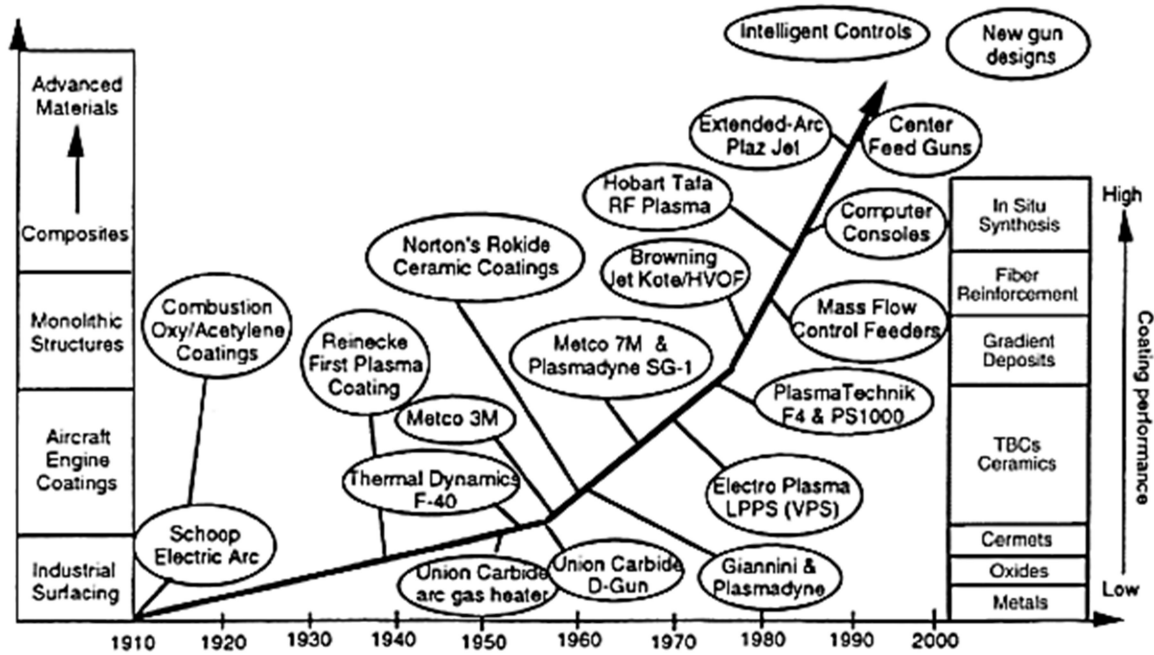 Intelligent Controls
New gun
designs
Advanced
Materials
Composites
Monolithic
Structures
Aircraft
Engine
Coatings
Industrial
Surfacing
Combustion
Oxy/Acetylene
Coatings
Schoop
Electric Arc
Reinecke
First Plasma
Coating
Norton's Rokide
Ceramic Coatings
Metco 3M
Thermal Dynamics
F-40
Union Carbide
arc gas heater
Union Carbide
D-Gun
Giannini &
Plasmadyne
Metco 7M &
Plasmadyne SG-1
Electro Plasma
LPPS (VPS)
PlasmaTechnik
F4 & PS1000
Browning
Jet Kote/HVOF
Hobart Tafa
RF Plasma
Mass Flow
Control Feeders
Computer
Consoles
Extended-Arc
Plaz Jet
Center
Feed Guns
In Situ
Synthesis
Fiber
Reinforcement
Gradient
Deposits
TBCs
Ceramics
Cermets
Oxides
Metals
High
Coating performance
Low
1910 1920 1930 1940 1950 1960 1970 1980 1990 2000